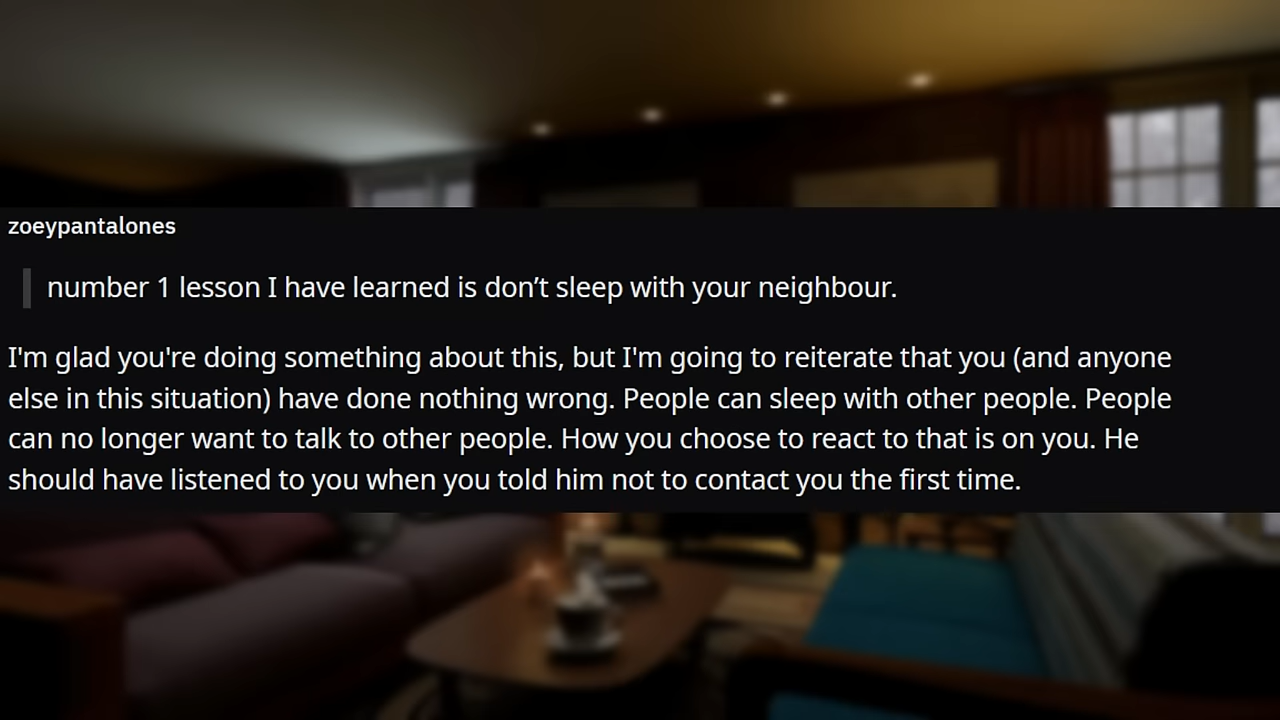 zoeypantalones
number 1 lesson I have learned is don’t sleep with your neighbour.
I'm glad you're doing something about this, but I'm going to reiterate that you (and anyone
else in this situation) have done nothing wrong. People can sleep with other people. People
can no longer want to talk to other people. How you choose to react to that is on you. He
should have listened to you when you told him not to contact you the first time.